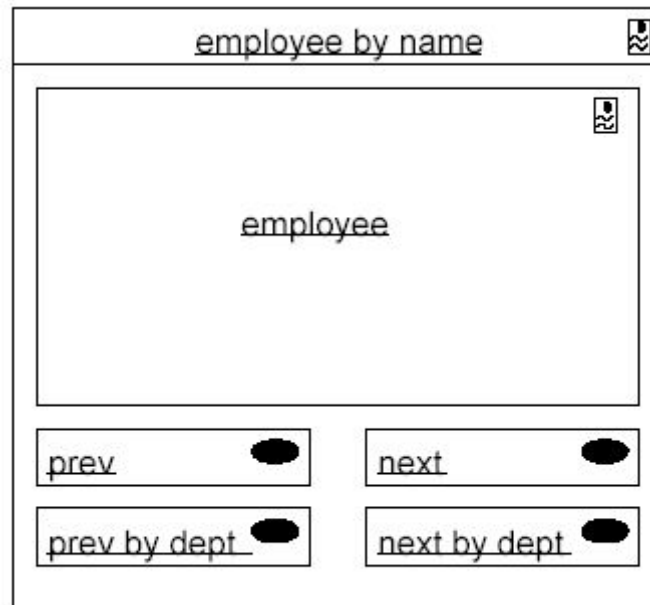 employee by name
employee
prev
next
prev by dept
next by dept